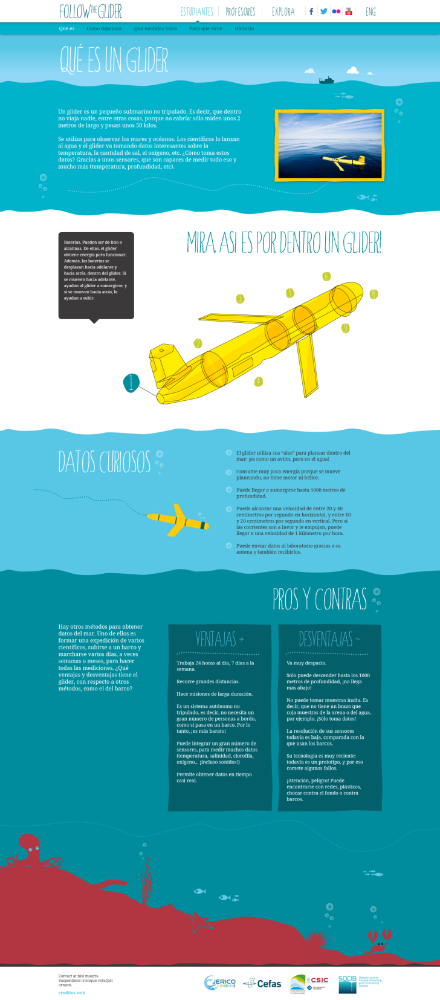 FOLLOW THE GLIDER
ESTUDIANTES
PROFESORES
EXPLORA
ENG
Que es
Cómo funciona
Que medidas toma
Para que sirve
Glosario
QUÉ ES UN GLIDER
Un glider es un pequeño submarino no tripulado. Es decir, que dentro
no viaja nadie, entre otras cosas, porque no cabría: sólo miden unos 2
metros de largo y pesan unos 50 kilos.
Se utiliza para observar los mares y océanos. Los científicos lo lanzan
al agua y el glider va tomando datos interesantes sobre la
temperatura, la cantidad de sal, el oxígeno, etc. ¿Cómo toma estos
datos? Gracias a unos sensores, que son capaces de medir todo eso y
mucho más (temperatura, profundidad, etc).
MIRA, ASI ES POR DENTRO UN GLIDER!
Baterías. Pueden ser de litio o
alcalinas. De ellas, el glider
obtiene energía para funcionar.
Además, las baterías se
desplazan hacia adelante y
hacia atrás, dentro del glider. Si
se mueven hacia adelante,
ayudan al glider a sumergirse, y
si se mueven hacia atrás, le
ayudan a subir.
6
8
5
3
9
2
1
4
DATOS CURIOSOS
El glider utiliza sus “alas” para planear dentro del
mar: ¡es como un avión, pero en el agua!
Consume muy poca energía porque se mueve
planeando, no tiene motor ni hélice.
Puede llegar a sumergirse hasta 1000 metros de
profundidad.
Puede alcanzar una velocidad de entre 20 y 40
centímetros por segundo en horizontal, y entre 10
y 20 centímetros por segundo en vertical. Pero si
las corrientes son a favor y le empujan, puede
llegar a una velocidad de 1 kilómetro por hora.
Puede enviar datos al laboratorio gracias a su
antena y también recibirlos.
PROS Y CONTRAS
Hay otros métodos para obtener
datos del mar. Uno de ellos es
formar una expedición de varios
científicos, subirse a un barco y
marcharse varios días, a veces
semanas o meses, para hacer
todas las mediciones. ¿Qué
ventajas y desventajas tiene el
glider, con respecto a otros
métodos, como el del barco?
VENTAJAS +
Trabaja 24 horas al día, 7 días a la
semana.
Recorre grandes distancias.
Hace misiones de larga duración.
Es un sistema autónomo no
tripulado, es decir, no necesita un
gran número de personas a bordo,
como sí pasa en un barco. Por lo
tanto, ¡es más barato!
Puede integrar un gran número de
sensores, para medir muchos datos
(temperatura, salinidad, clorofila,
oxígeno... ¡incluso sonidos!)
Permite obtener datos en tiempo
casi real.
DESVENTAJAS -
Va muy despacio.
Sólo puede descender hasta los 1000
metros de profundidad, ¡no llega
más abajo!
No puede tomar muestras insitu. Es
decir, que no tiene un brazo que
coja muestras de la arena o del agua,
por ejemplo. ¡Sólo toma datos!
La resolución de sus sensores
todavía es baja, comparada con la
que usan los barcos.
Su tecnología es muy reciente:
todavía es un prototipo, y por eso
comete algunos fallos.
¡Atención, peligro! Puede
encontrarse con redes, plásticos,
chocar contra el fondo o contra
barcos.
Contact at nisi mauris.
Suspendisse tristique volutpat
ornare.
creditos web
JERICO
Cefas
CSIC
SOCIB
Balearic Islands
Coastal Observing
and Forecasting
System